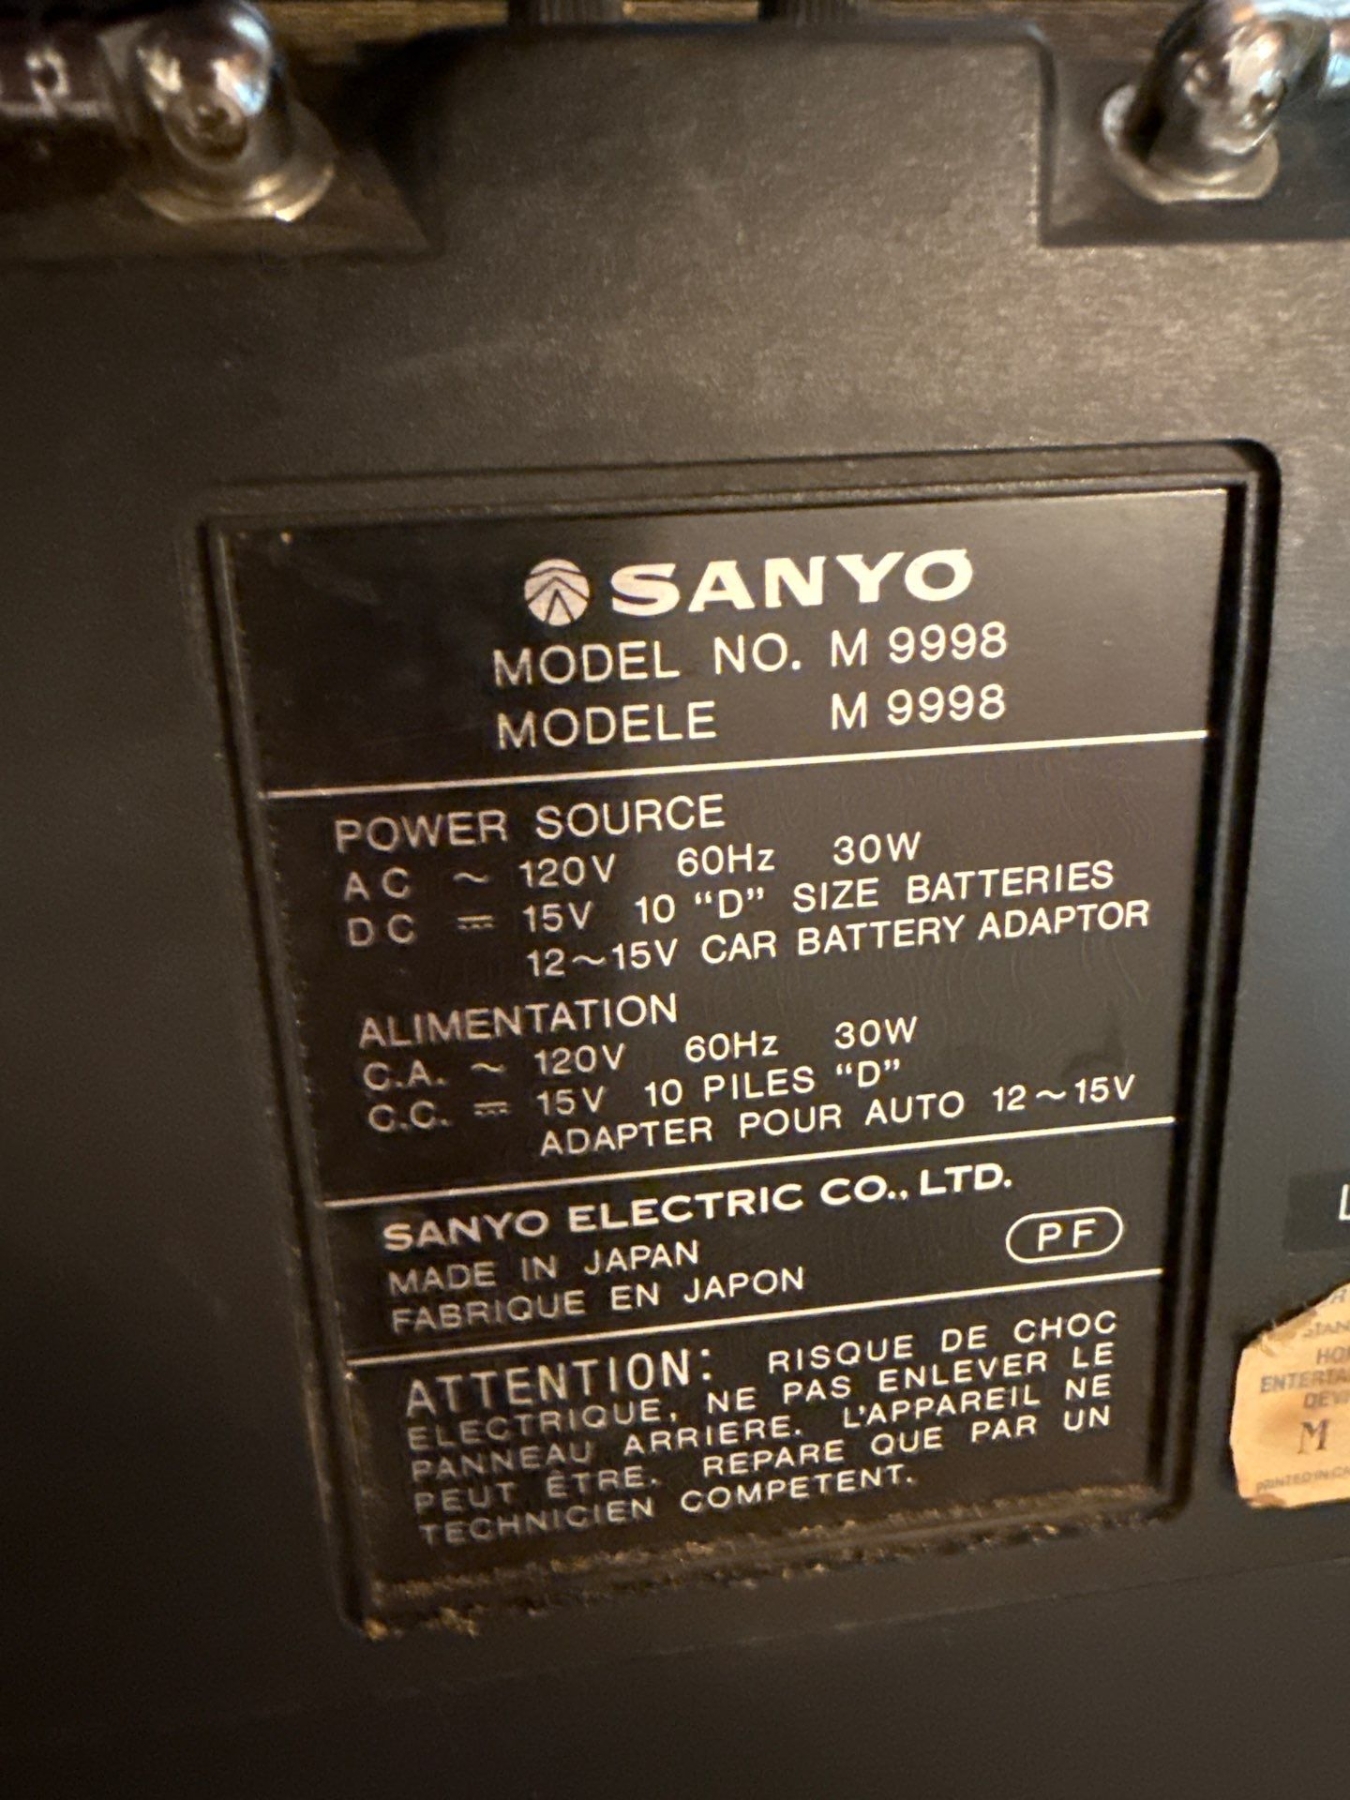 SANYO
MODEL NO. M 9998
MODELE M 9998
POWER SOURCE
AC ~ 120V 60Hz 30W
DC ⎓ 15V 10 “D” SIZE BATTERIES
12~15V CAR BATTERY ADAPTOR
ALIMENTATION
C.A. ~ 120V 60Hz 30W
C.C. ⎓ 15V 10 PILES “D”
ADAPTER POUR AUTO 12~15V
SANYO ELECTRIC CO., LTD.
MADE IN JAPAN
FABRIQUE EN JAPON
PF
ATTENTION: RISQUE DE CHOC
ELECTRIQUE, NE PAS ENLEVER LE
PANNEAU ARRIERE. L'APPAREIL NE
PEUT ÊTRE. REPARE QUE PAR UN
TECHNICIEN COMPETENT.
M